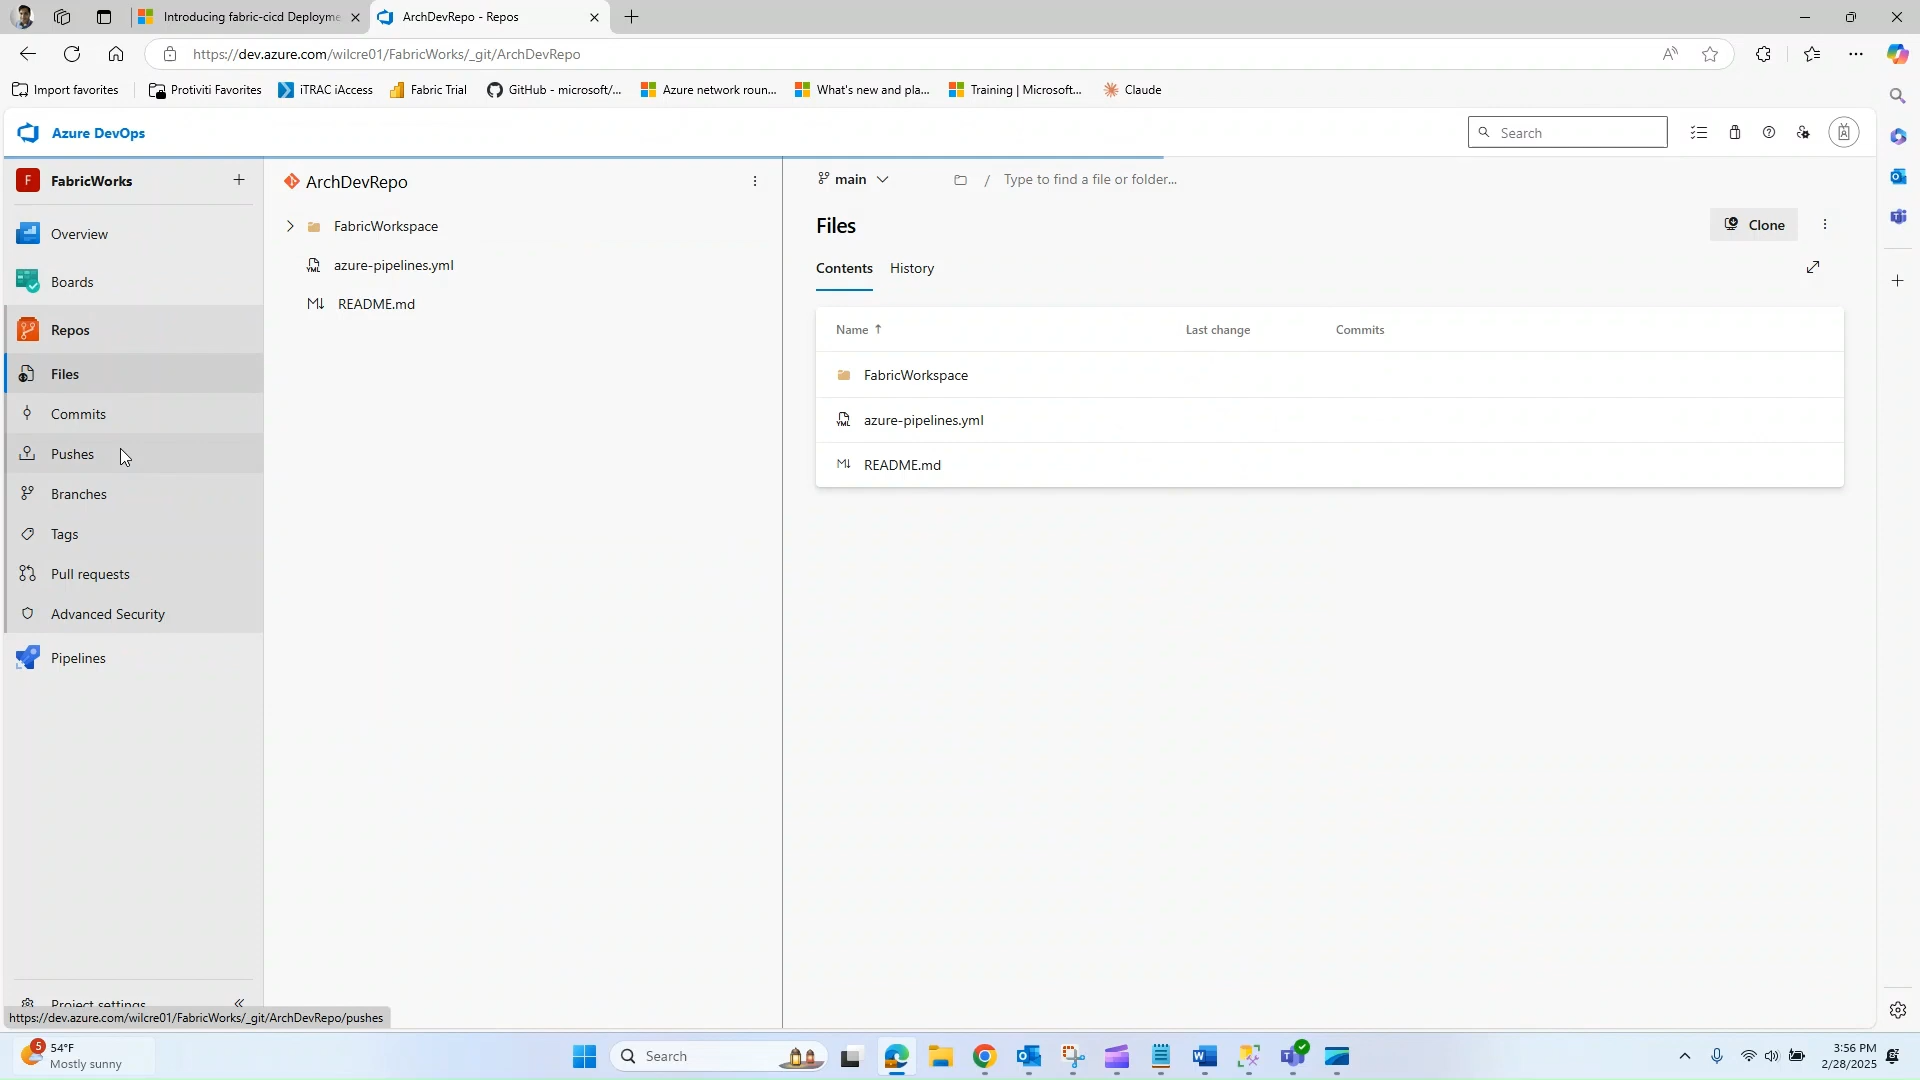 Introducing fabric-cicd Deployme
ArchDevRepo - Repos
https://dev.azure.com/wilcre01/FabricWorks/_git/ArchDevRepo
Import favorites
Protiviti Favorites
iTRAC iAccess
Fabric Trial
GitHub - microsoft/...
Azure network roun...
What's new and pla...
Training | Microsoft...
Claude
Azure DevOps
Search
F
FabricWorks
Overview
Boards
Repos
Files
Commits
Pushes
Branches
Tags
Pull requests
Advanced Security
Pipelines
Project settings
https://dev.azure.com/wilcre01/FabricWorks/_git/ArchDevRepo/pushes
ArchDevRepo
FabricWorkspace
azure-pipelines.yml
README.md
main
/ Type to find a file or folder...
Files
Clone
Contents
History
Name
Last change
Commits
FabricWorkspace
azure-pipelines.yml
README.md
5
54°F
Mostly sunny
Search
3:56 PM
2/28/2025